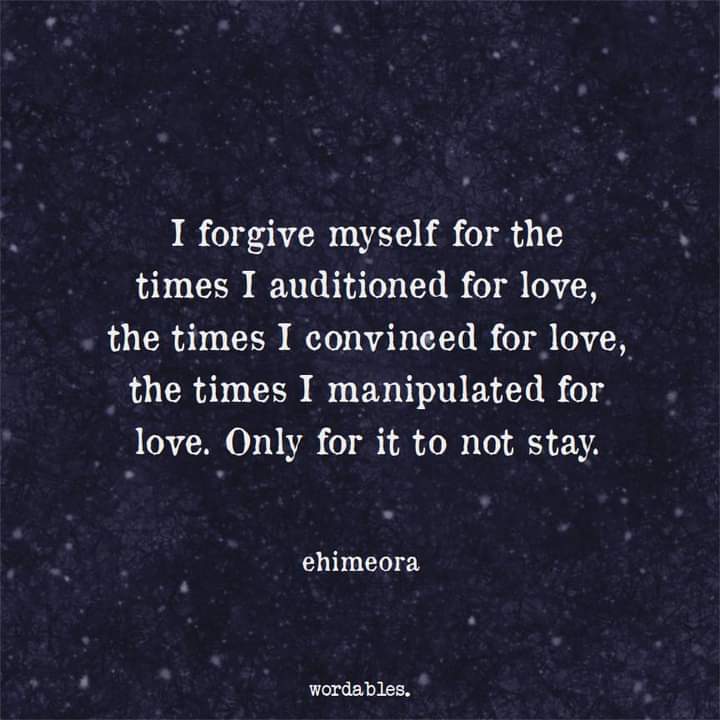 I forgive myself for the
times I auditioned for love,
the times I convinced for love,
the times I manipulated for
love. Only for it to not stay.
ehimeora
wordables.